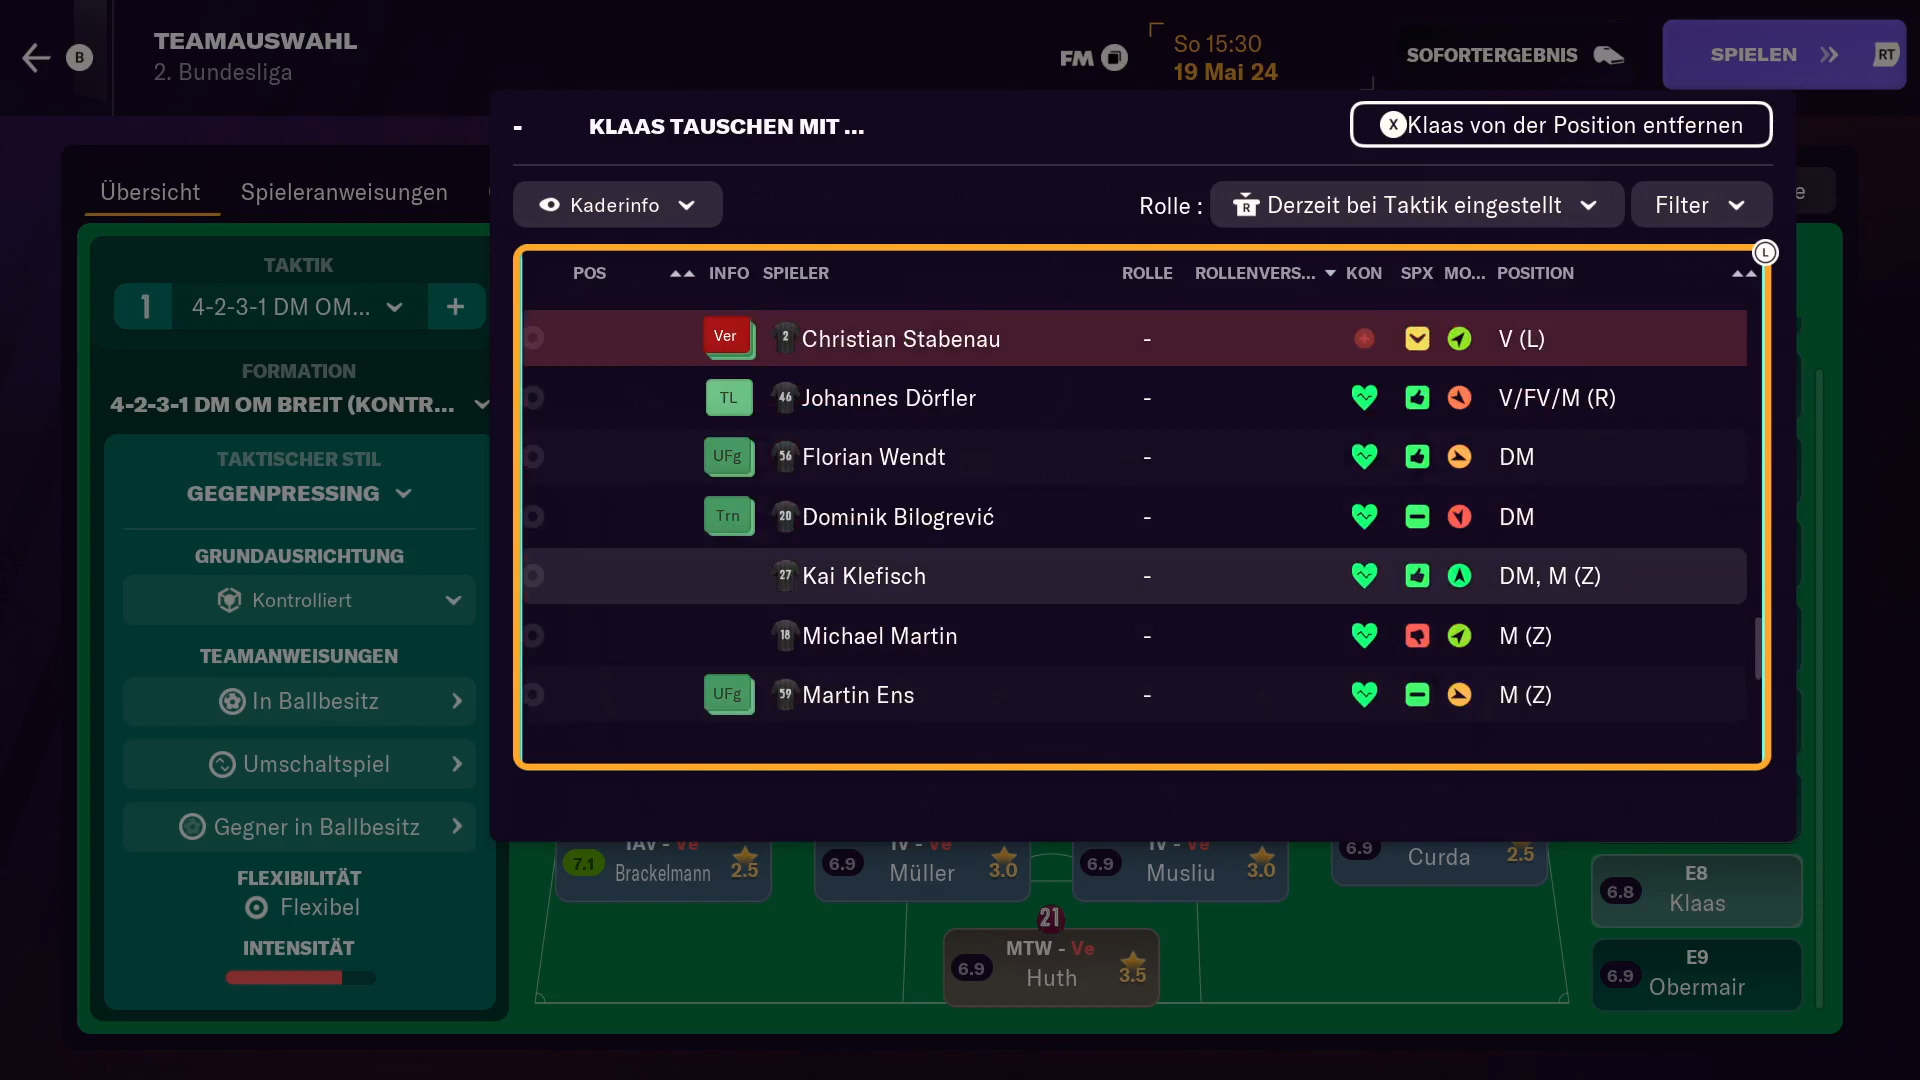 B
TEAMAUSWAHL
2. Bundesliga
FM
So 15:30
19 Mai 24
SOFORTERGEBNIS
SPIELEN
RT
-
KLAAS TAUSCHEN MIT ...
X Klaas von der Position entfernen
Übersicht
Spieleranweisungen
e
Kaderinfo
Rolle :
R Derzeit bei Taktik eingestellt
Filter
L
TAKTIK
1
4-2-3-1 DM OM...
+
FORMATION
4-2-3-1 DM OM BREIT (KONTR...
TAKTISCHER STIL
GEGENPRESSING
GRUNDAUSRICHTUNG
Kontrolliert
TEAMANWEISUNGEN
In Ballbesitz
Umschaltspiel
Gegner in Ballbesitz
FLEXIBILITÄT
Flexibel
INTENSITÄT
POS INFO SPIELER ROLLE ROLLENVERS... KON SPX MO... POSITION
Ver 2 Christian Stabenau - V (L)
TL 46 Johannes Dörfler - V/FV/M (R)
UFg 56 Florian Wendt - DM
Trn 20 Dominik Bilogrević - DM
27 Kai Klefisch - DM, M (Z)
18 Michael Martin - M (Z)
UFg 59 Martin Ens - M (Z)
7.1 IAV - Ve Brackelmann 2.5
6.9 IV - Ve Müller 3.0
6.9 IV - Ve Musliu 3.0
6.9 Curda 2.5
21
MTW - Ve
6.9 Huth 3.5
E8
6.8 Klaas
E9
6.9 Obermair